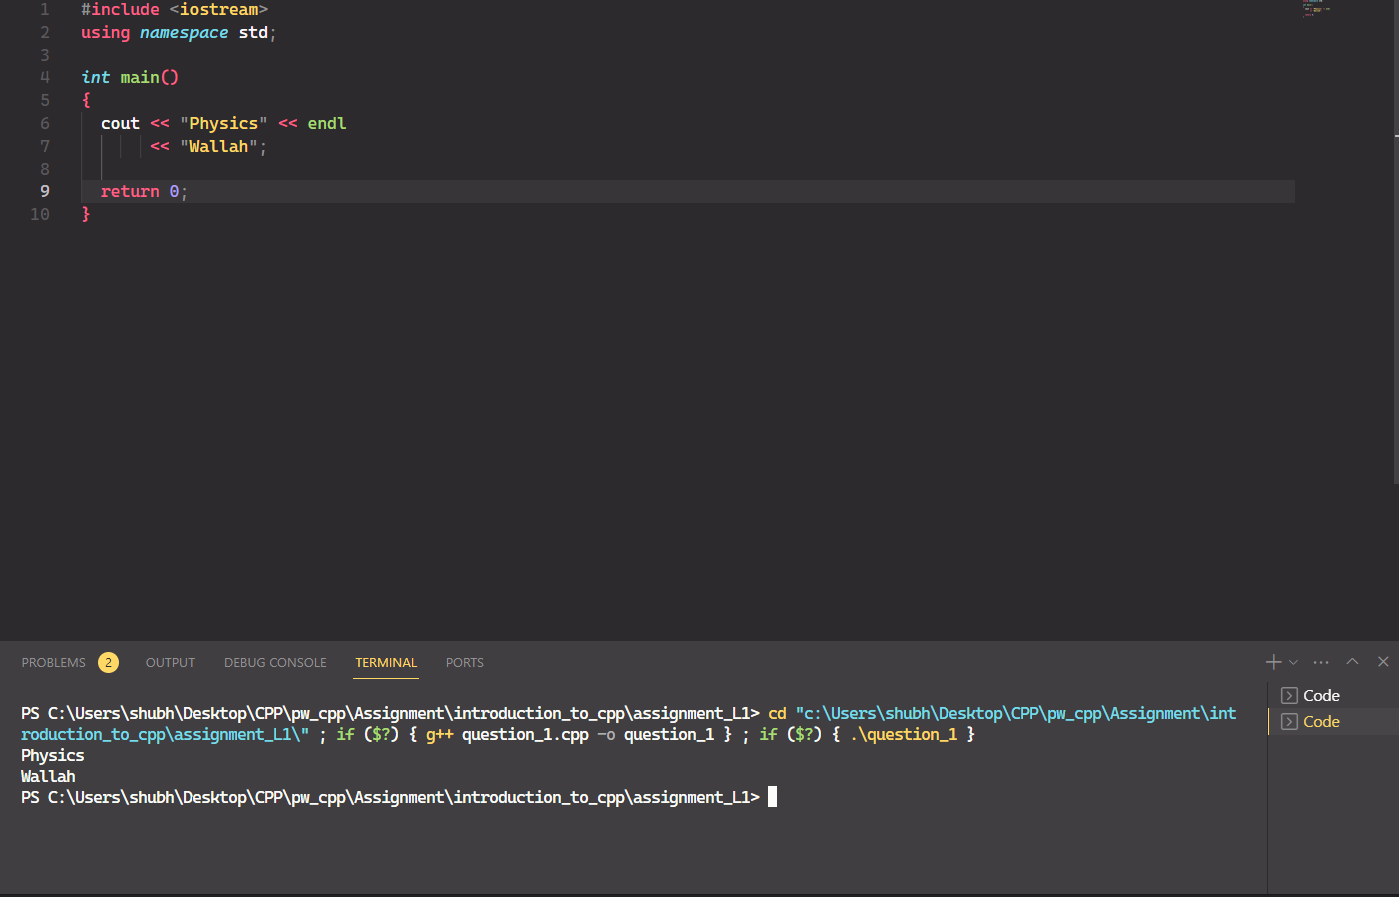 1 #include <iostream>
2 using namespace std;
3
4 int main()
5 {
6 cout << "Physics" << endl
7 << "Wallah";
8
9 return 0;
10 }
PROBLEMS 2 OUTPUT DEBUG CONSOLE TERMINAL PORTS
PS C:\Users\shubh\Desktop\CPP\pw_cpp\Assignment\introduction_to_cpp\assignment_L1> cd "c:\Users\shubh\Desktop\CPP\pw_cpp\Assignment\int
roduction_to_cpp\assignment_L1\" ; if ($?) { g++ question_1.cpp -o question_1 } ; if ($?) { .\question_1 }
Physics
Wallah
PS C:\Users\shubh\Desktop\CPP\pw_cpp\Assignment\introduction_to_cpp\assignment_L1>
Code
Code